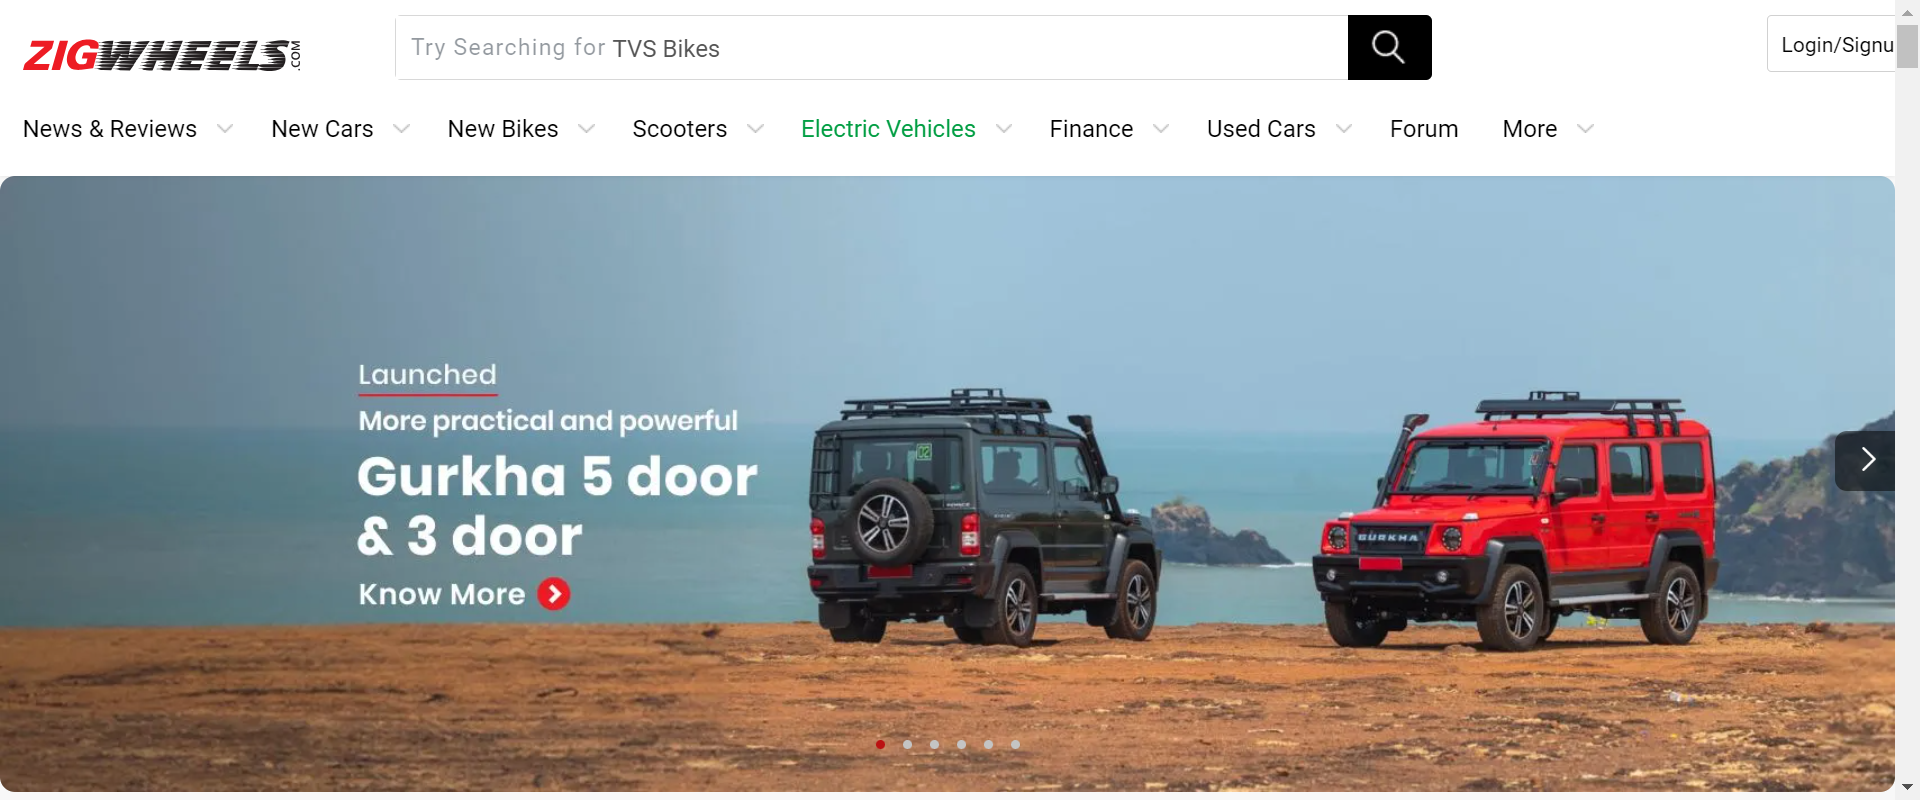 ZIGWHEELS.COM
Try Searching for TVS Bikes
Login/Signu
News & Reviews
New Cars
New Bikes
Scooters
Electric Vehicles
Finance
Used Cars
Forum
More
Launched
More practical and powerful
Gurkha 5 door
& 3 door
Know More
02
GURKHA